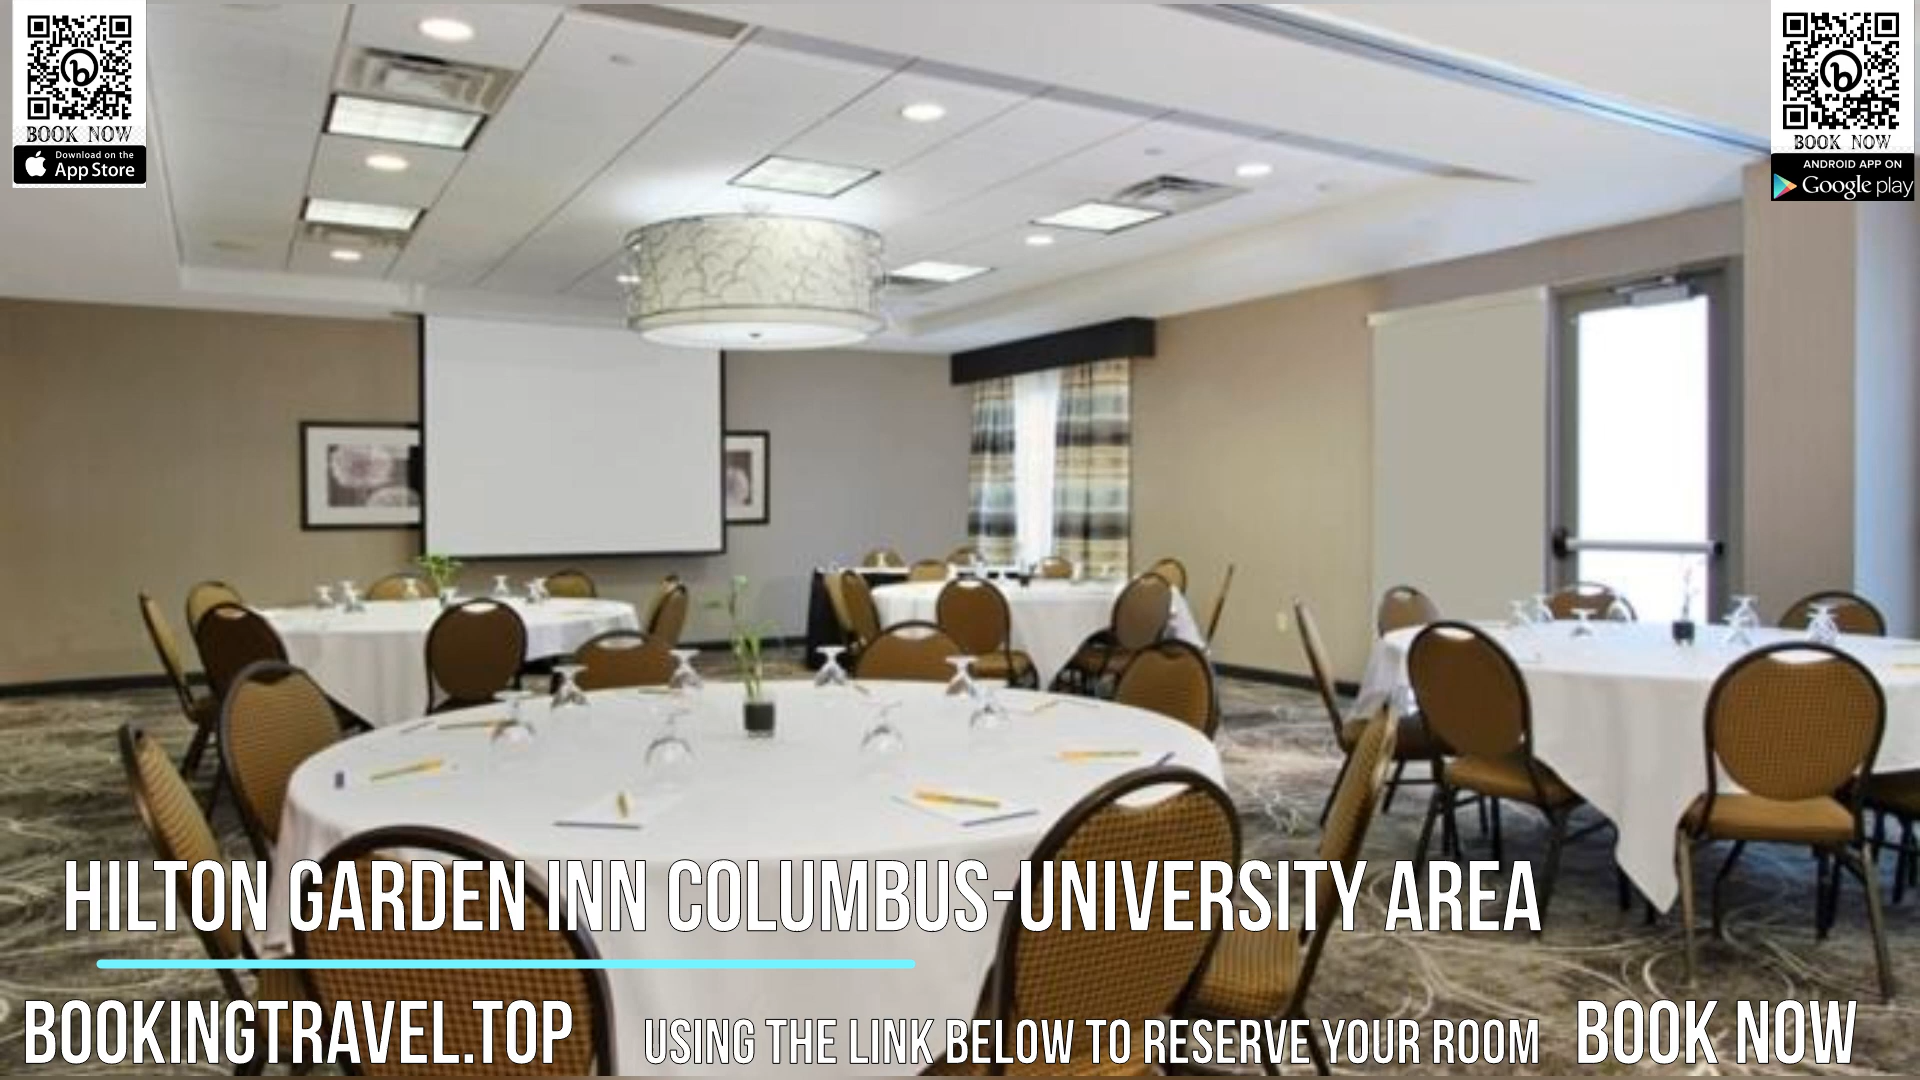 BOOK NOW
Download on the
App Store
BOOK NOW
ANDROID APP ON
Google play
HILTON GARDEN INN COLUMBUS-UNIVERSITY AREA
BOOKINGTRAVEL.TOP
USING THE LINK BELOW TO RESERVE YOUR ROOM
BOOK NOW